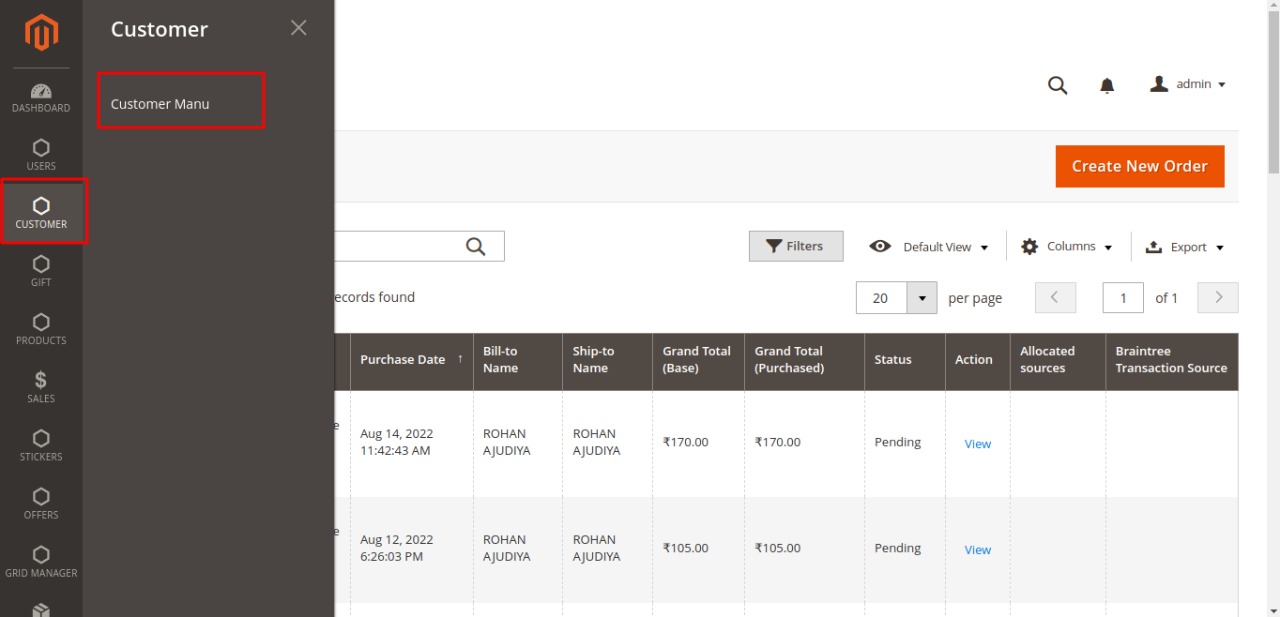 Customer
Customer Manu
DASHBOARD
USERS
CUSTOMER
GIFT
PRODUCTS
$
SALES
STICKERS
OFFERS
GRID MANAGER
admin
Create New Order
Filters
Default View
Columns
Export
ecords found
20
per page
1
of 1
Purchase Date ↑
Bill-to
Name
Ship-to
Name
Grand Total
(Base)
Grand Total
(Purchased)
Status
Action
Allocated
sources
Braintree
Transaction Source
e
Aug 14, 2022
11:42:43 AM
ROHAN
AJUDIYA
ROHAN
AJUDIYA
₹170.00
₹170.00
Pending
View
e
Aug 12, 2022
6:26:03 PM
ROHAN
AJUDIYA
ROHAN
AJUDIYA
₹105.00
₹105.00
Pending
View